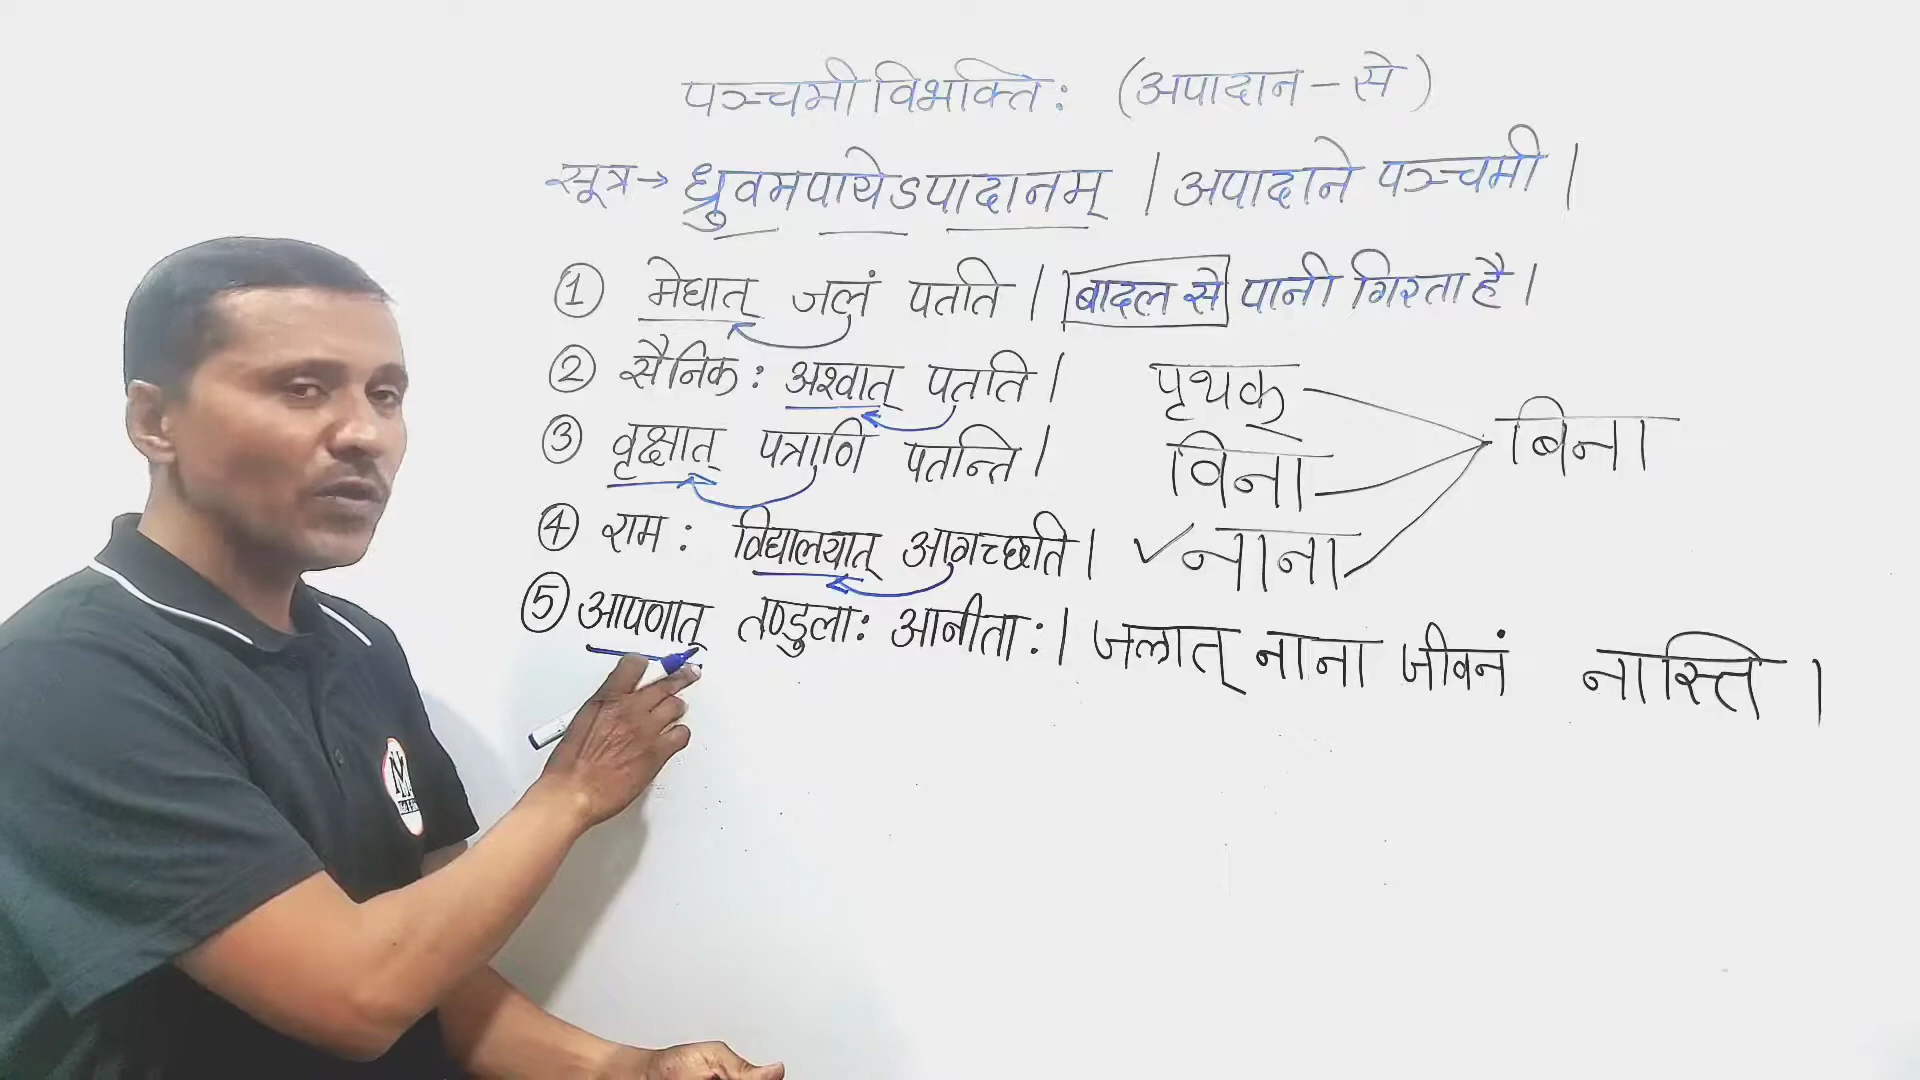 पञ्चमी विभक्ति: (अपादान - से)
सूत्र → ध्रुवमपायेऽपादानम् | अपादाने पञ्चमी |
① मेघात् जलं पतति | बादल से पानी गिरता है |
② सैनिक: अश्वात् पतति |
③ वृक्षात् पत्राणि पतन्ति |
④ राम: विद्यालयात् आगच्छति |
⑤ आपणात् तण्डुला: आनीता: |
पृथक्
विना
✓ नाना
बिना
जलात् नाना जीवनं नास्ति |